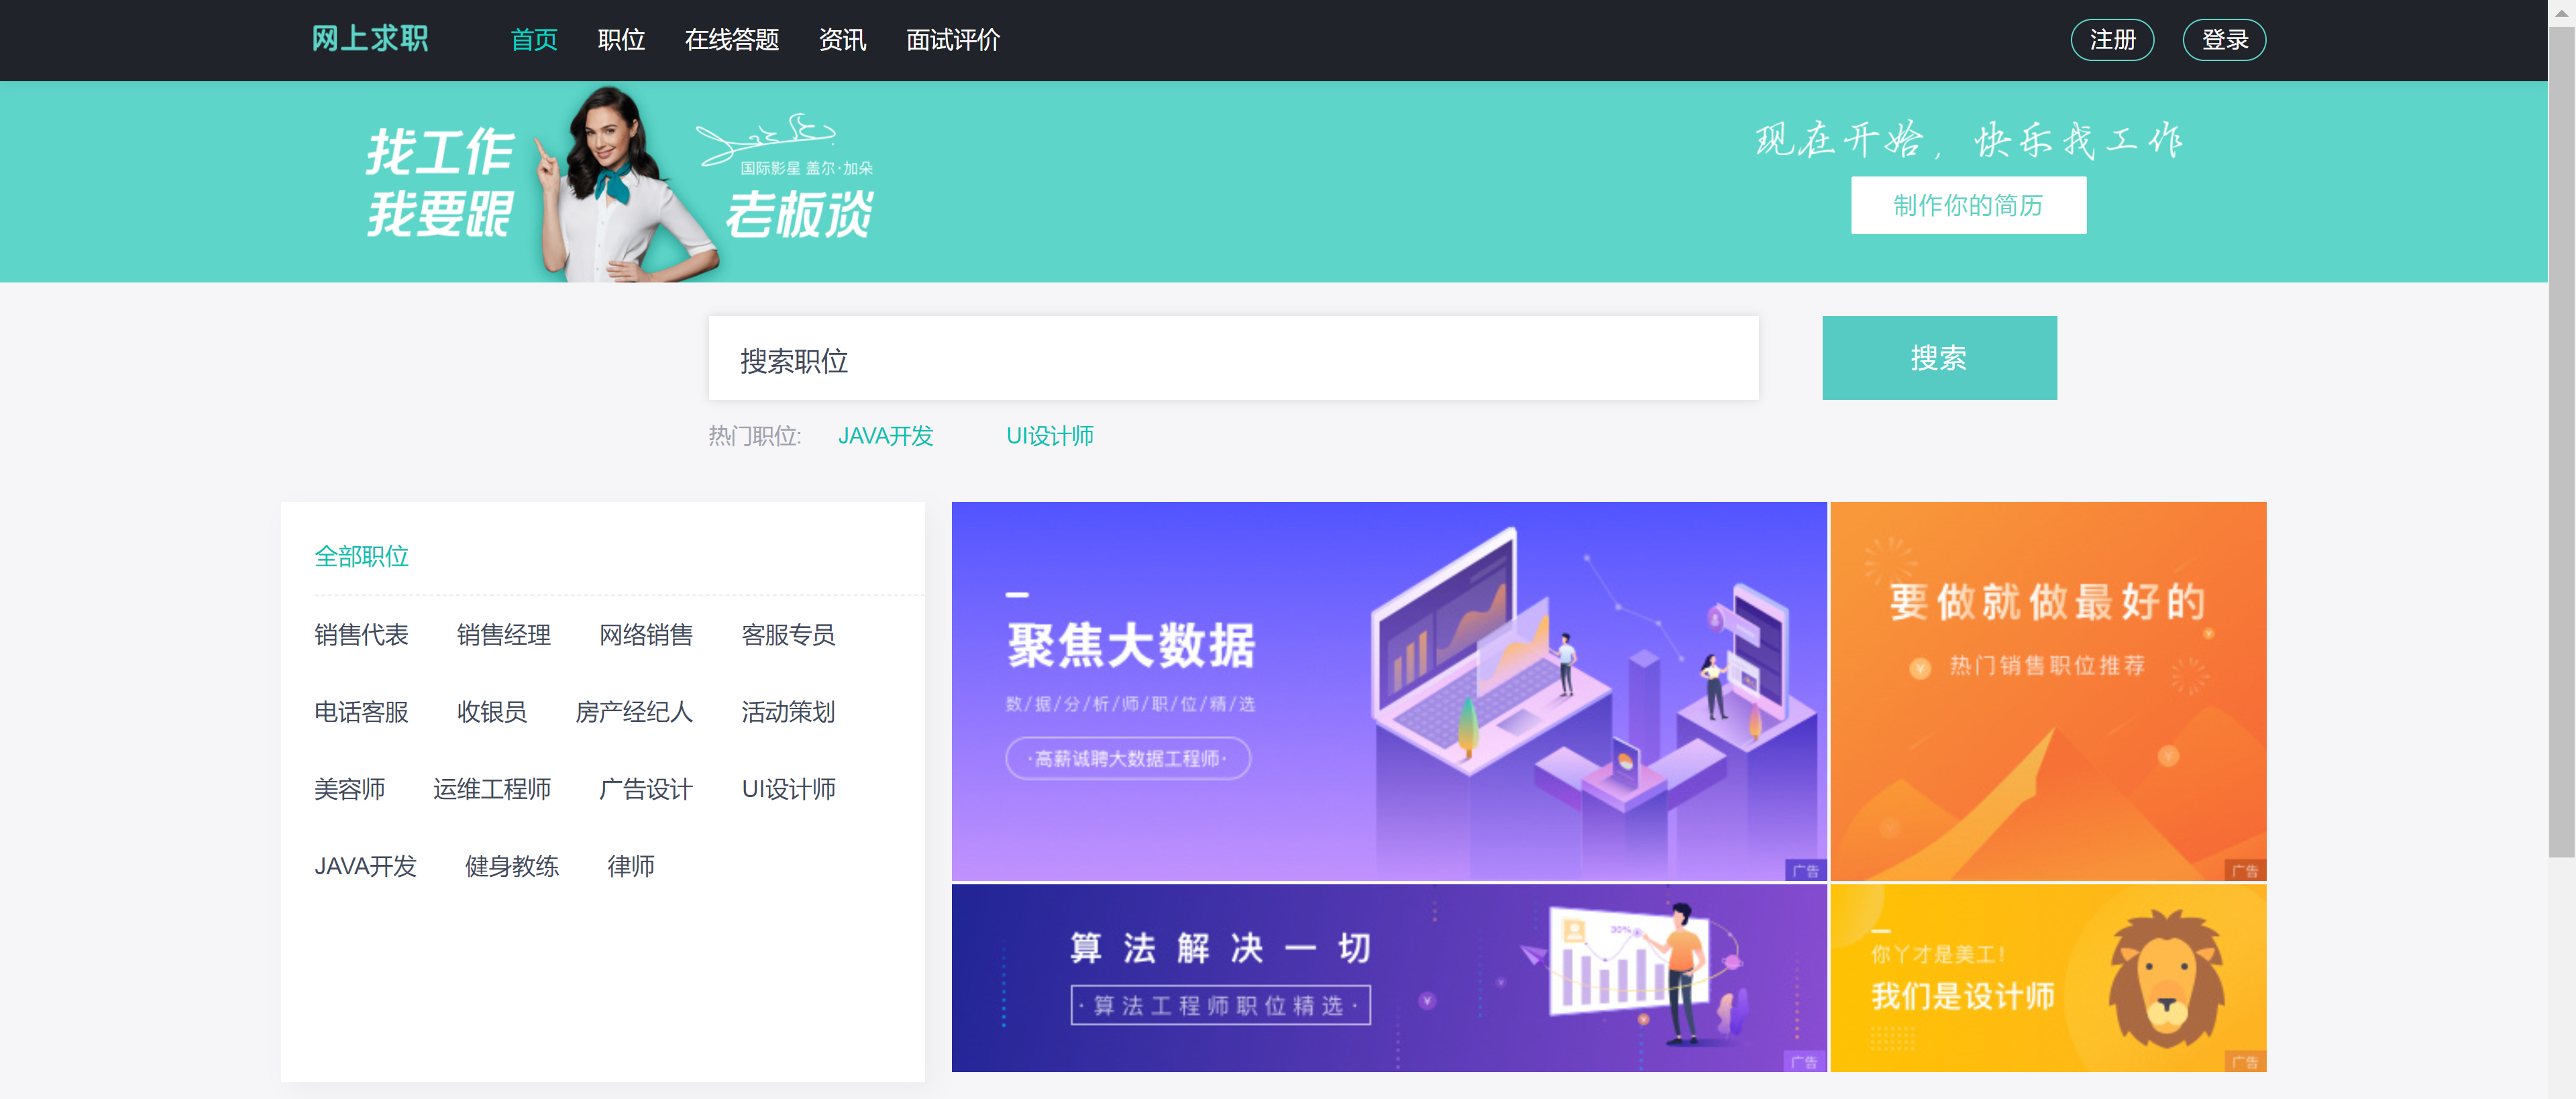 网上求职 首页 职位 在线答题 资讯 面试评价 注册 登录
找工作
我要跟
国际影星 盖尔·加朵
老板谈
现在开始，快乐找工作
制作你的简历
搜索职位 搜索
热门职位: JAVA开发 UI设计师
全部职位
销售代表 销售经理 网络销售 客服专员
电话客服 收银员 房产经纪人 活动策划
美容师 运维工程师 广告设计 UI设计师
JAVA开发 健身教练 律师
聚焦大数据
数/据/分/析/师/职/位/精/选
·高薪诚聘大数据工程师·
广告
要做就做最好的
热门销售职位推荐
广告
算法解决一切
·算法工程师职位精选·
30%
广告
你丫才是美工！
我们是设计师
广告